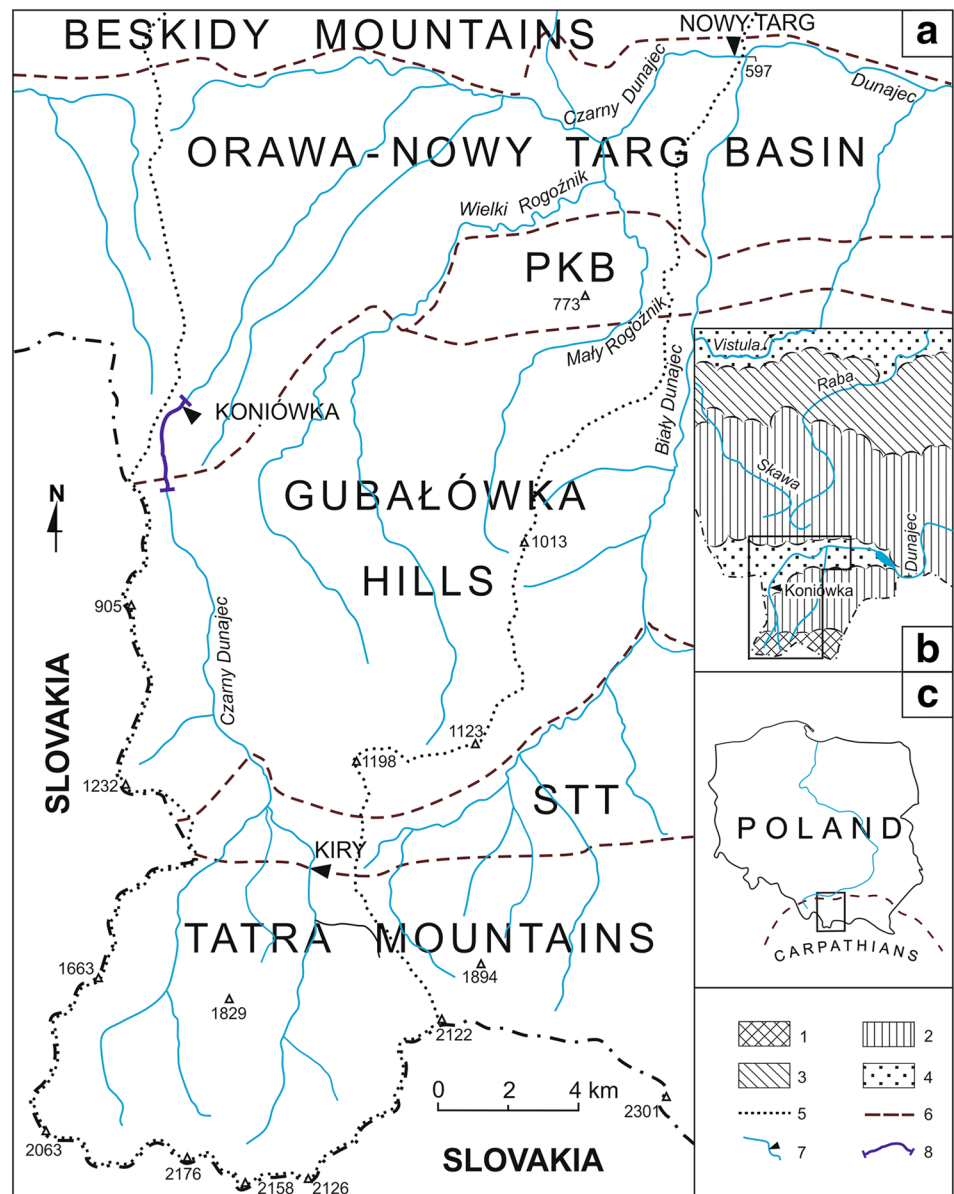 BESKIDY MOUNTAINS
NOWY TARG
a
597
Czarny Dunajec
Dunajec
ORAWA-NOWY TARG BASIN
Wielki Rogoźnik
PKB
773
Mały Rogoźnik
Biały Dunajec
KONIÓWKA
N
GUBAŁÓWKA
HILLS
1013
905
Czarny Dunajec
SLOVAKIA
1123
1198
1232
STT
KIRY
TATRA MOUNTAINS
1663
1894
1829
2122
0 2 4 km
2301
2063
2176
2158
2126
SLOVAKIA
Vistula
Raba
Skawa
Dunajec
Koniówka
b
c
POLAND
CARPATHIANS
1 2
3 4
5 6
7 8